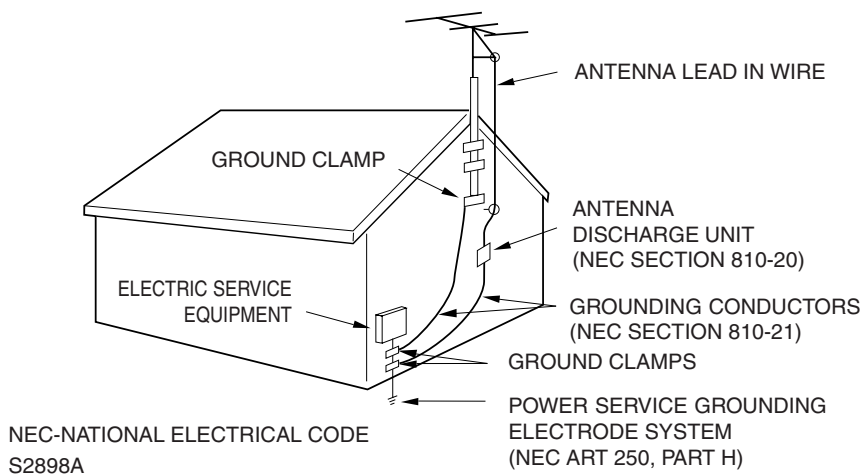 ANTENNA LEAD IN WIRE
GROUND CLAMP
ANTENNA
DISCHARGE UNIT
(NEC SECTION 810-20)
ELECTRIC SERVICE
EQUIPMENT
GROUNDING CONDUCTORS
(NEC SECTION 810-21)
GROUND CLAMPS
POWER SERVICE GROUNDING
ELECTRODE SYSTEM
(NEC ART 250, PART H)
NEC-NATIONAL ELECTRICAL CODE
S2898A